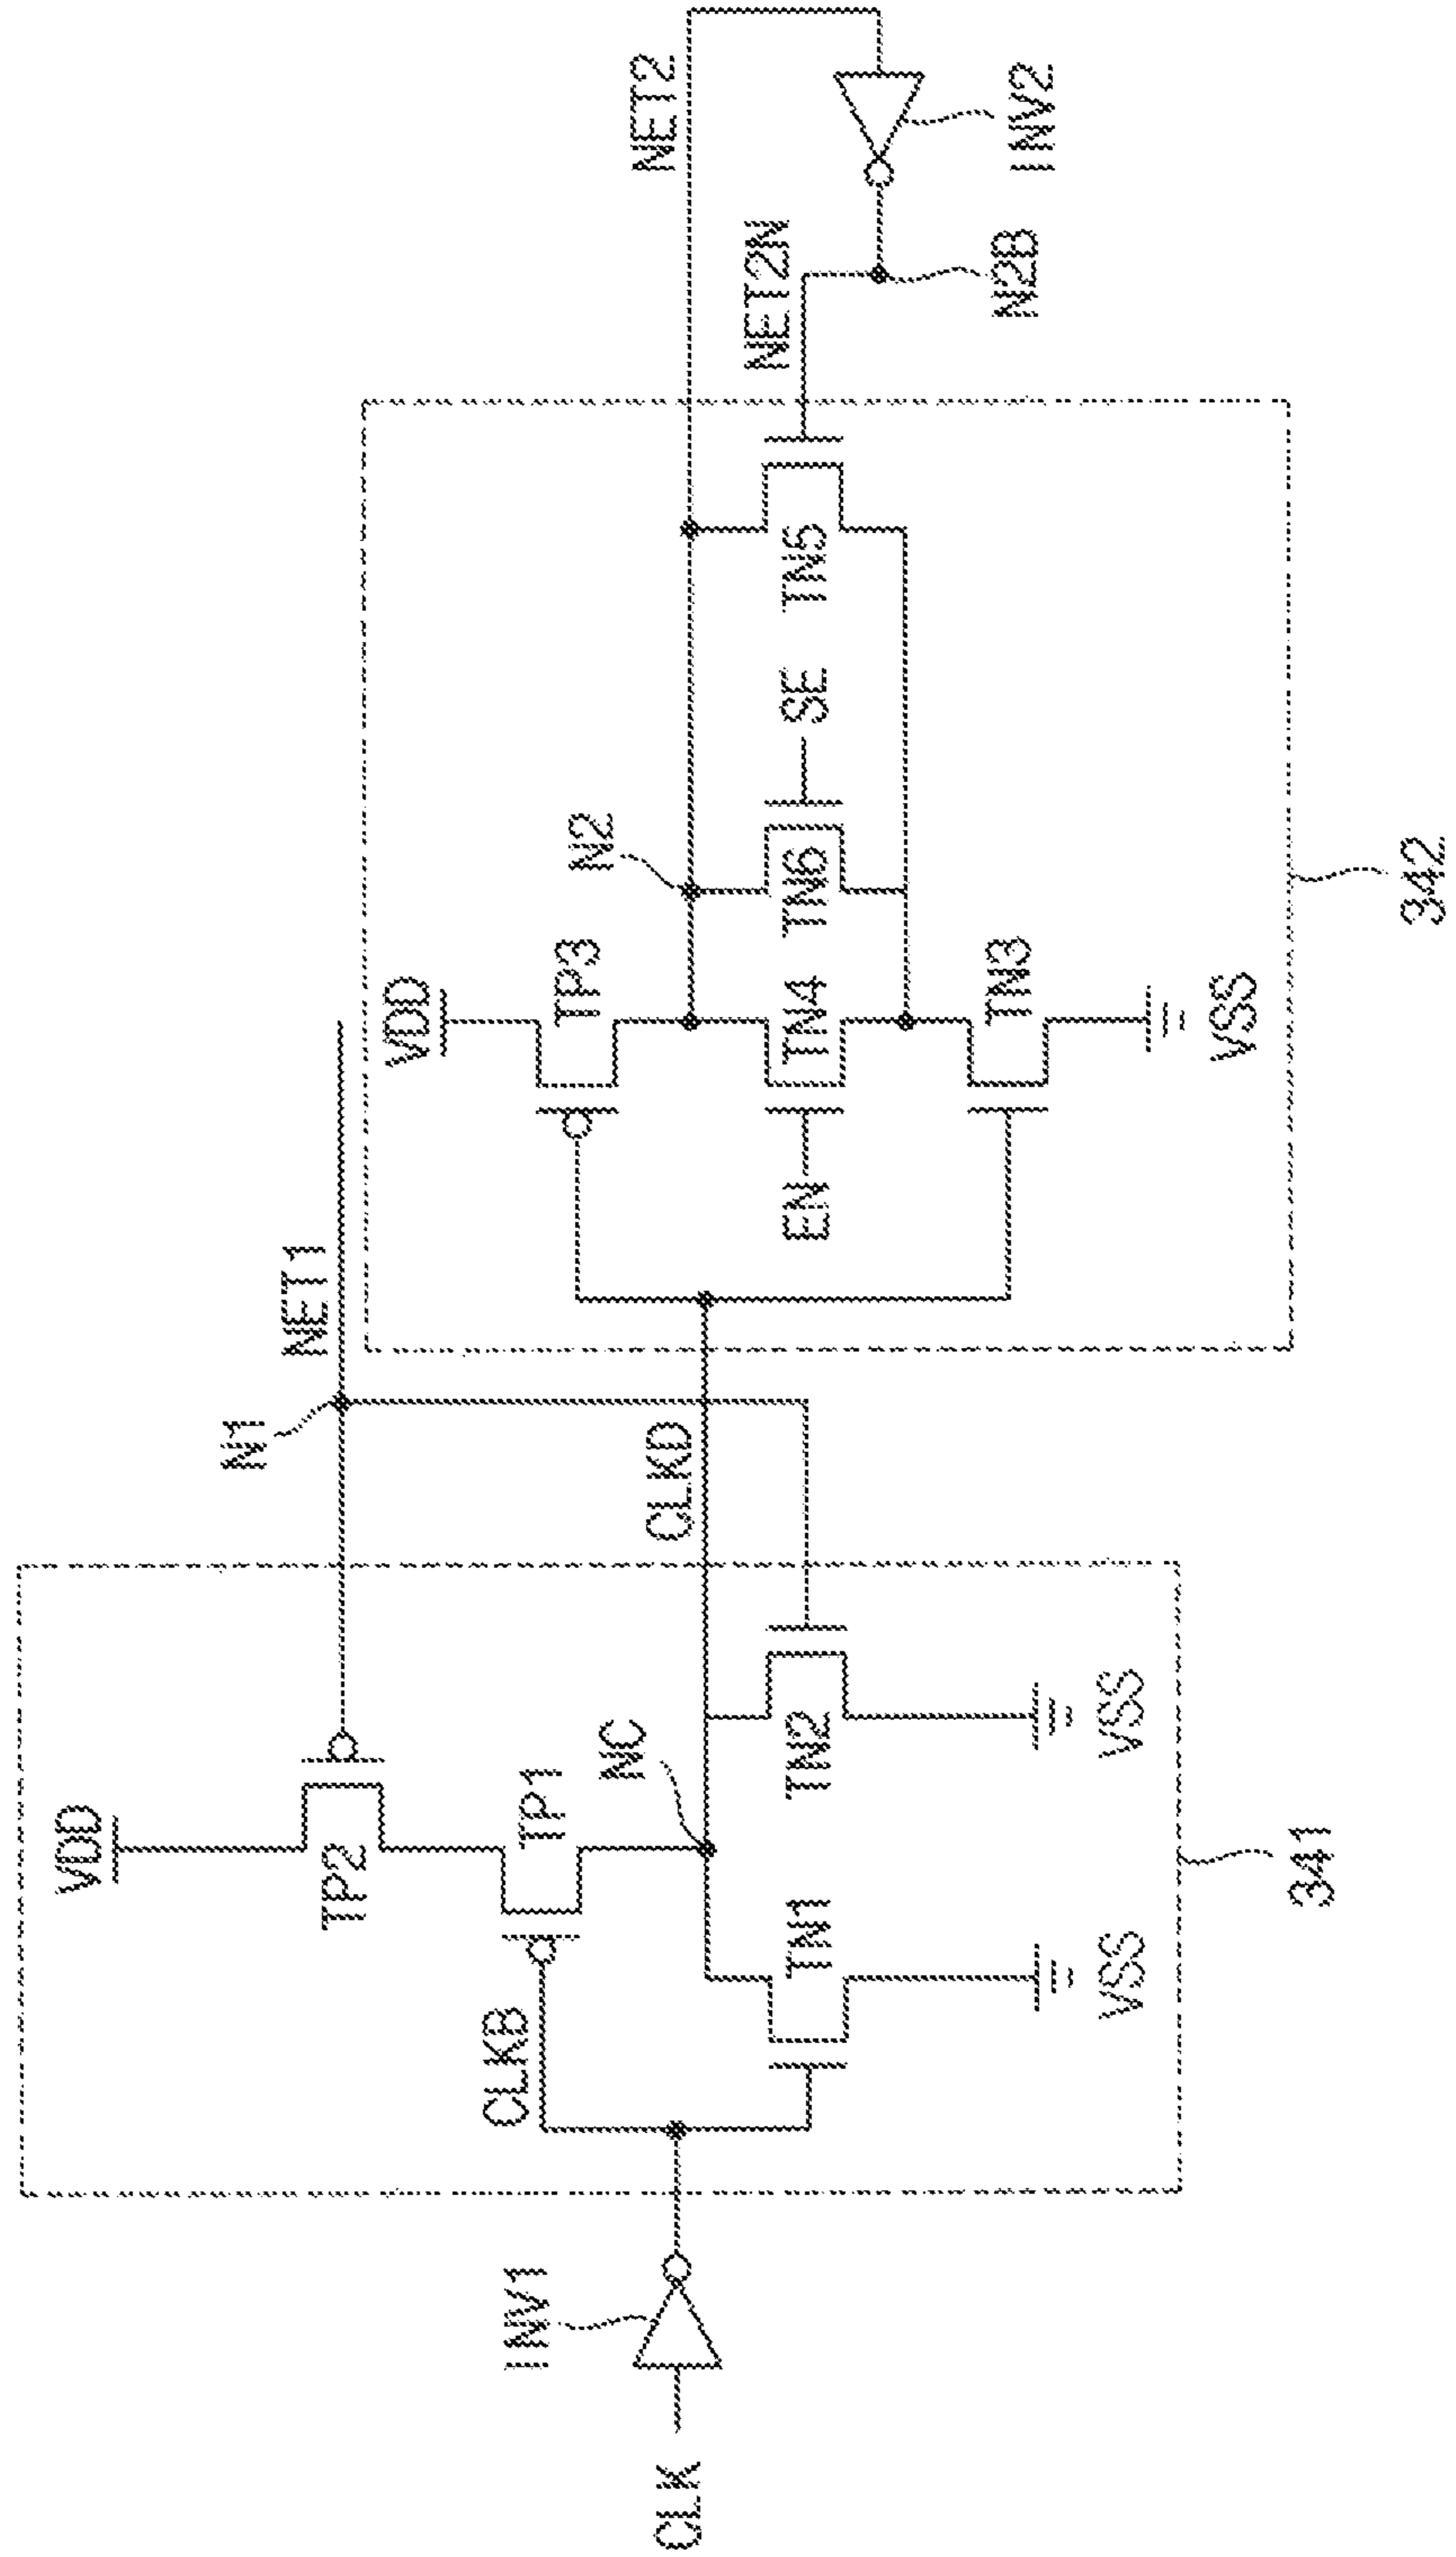 CLK
INV1
CLKB
VDD
TP2
TP1
NC
TN1
TN2
VSS
VSS
341
N1
NET1
CLKD
VDD
TP3
N2
EN
TN4
TN6
SE
TN5
TN3
VSS
342
NET2
NET2N
N2B
INV2